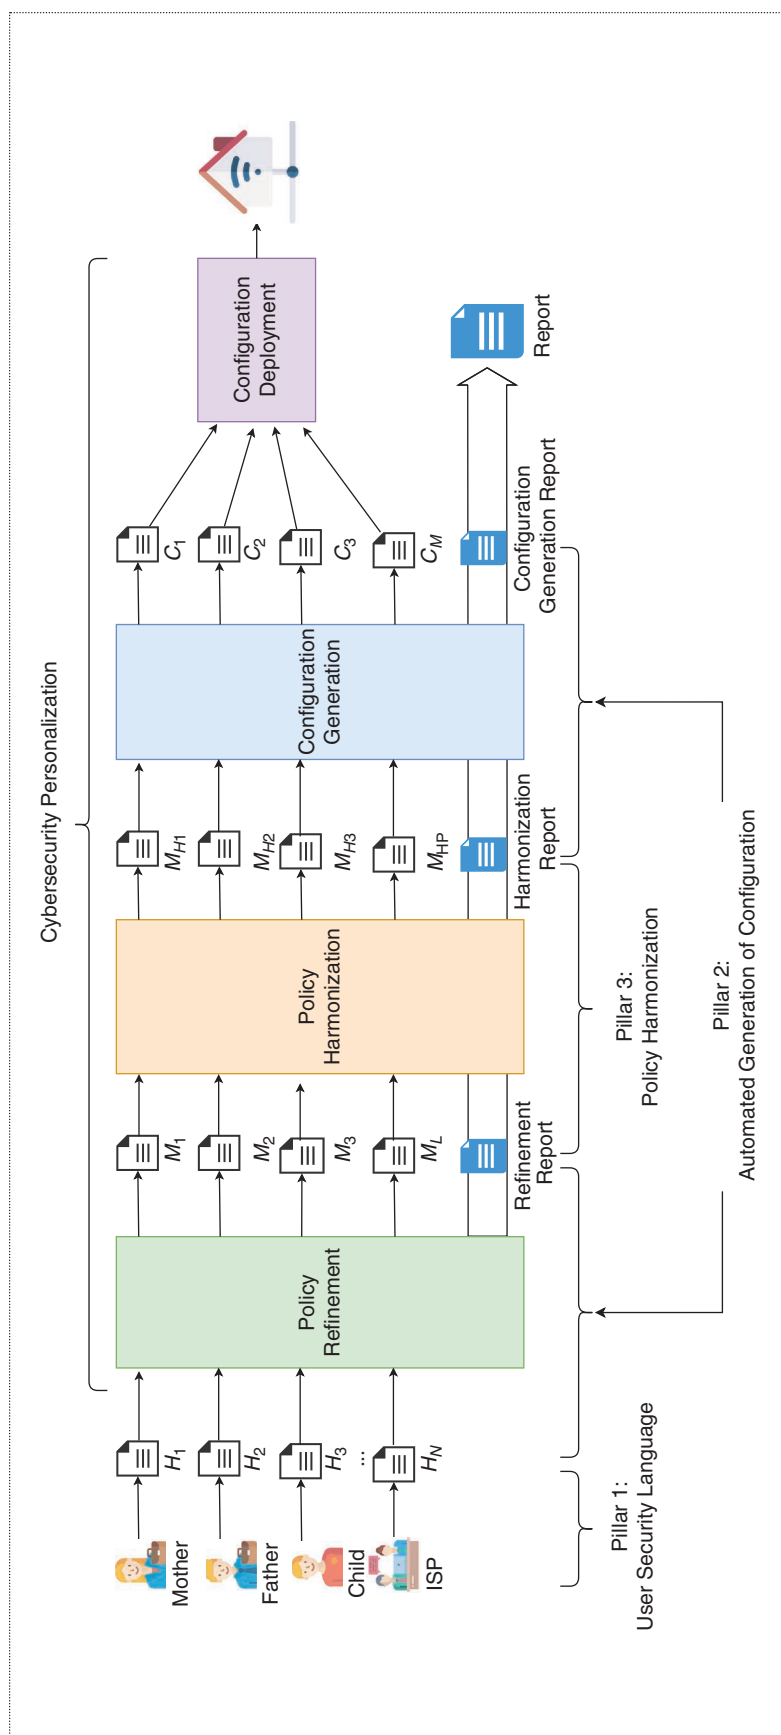 Cybersecurity Personalization
Mother
Father
Child
ISP
H1
H2
H3
...
HN
Policy
Refinement
M1
M2
M3
ML
Refinement
Report
Policy
Harmonization
MH1
MH2
MH3
MHP
Harmonization
Report
Configuration
Generation
C1
C2
C3
CM
Configuration
Generation Report
Configuration
Deployment
Report
Pillar 1:
User Security Language
Pillar 3:
Policy Harmonization
Pillar 2:
Automated Generation of Configuration